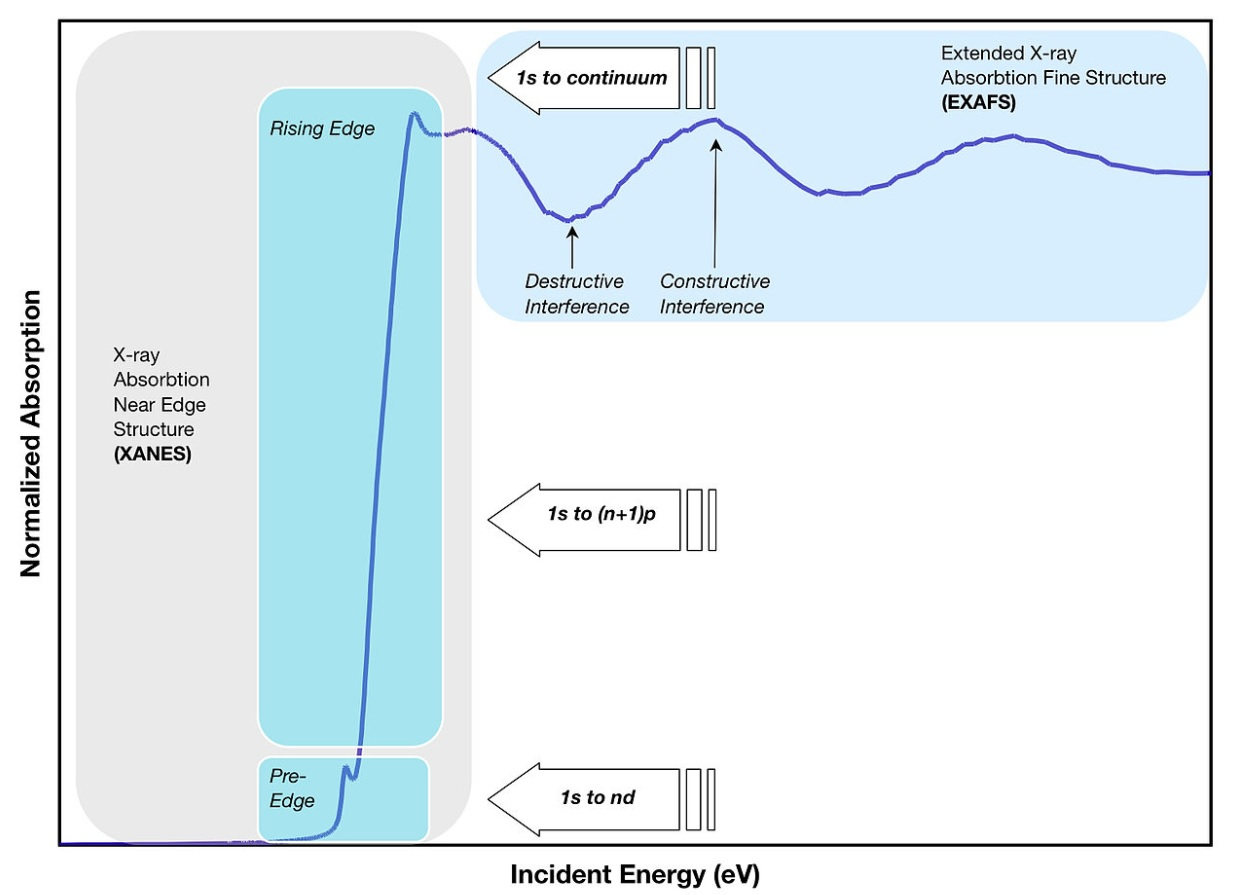 1s to continuum
Extended X-ray
Absorbtion Fine Structure
(EXAFS)
Rising Edge
Destructive
Interference
Constructive
Interference
X-ray
Absorbtion
Near Edge
Structure
(XANES)
1s to (n+1)p
Pre-
Edge
1s to nd
Normalized Absorption
Incident Energy (eV)